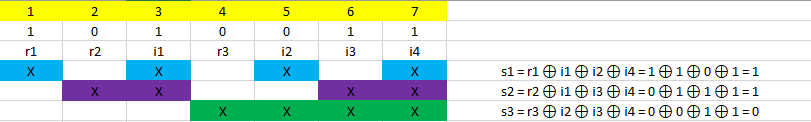 1 2 3 4 5 6 7
1 0 1 0 0 1 1
r1 r2 i1 r3 i2 i3 i4
X X X X s1 = r1 ⊕ i1 ⊕ i2 ⊕ i4 = 1 ⊕ 1 ⊕ 0 ⊕ 1 = 1
X X X X s2 = r2 ⊕ i1 ⊕ i3 ⊕ i4 = 0 ⊕ 1 ⊕ 1 ⊕ 1 = 1
X X X X s3 = r3 ⊕ i2 ⊕ i3 ⊕ i4 = 0 ⊕ 0 ⊕ 1 ⊕ 1 = 0